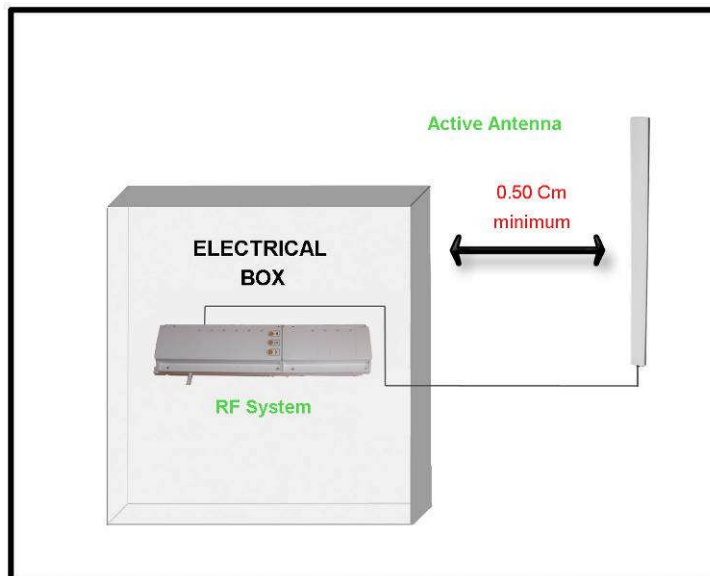 Active Antenna
0.50 Cm
minimum
ELECTRICAL
BOX
RF System